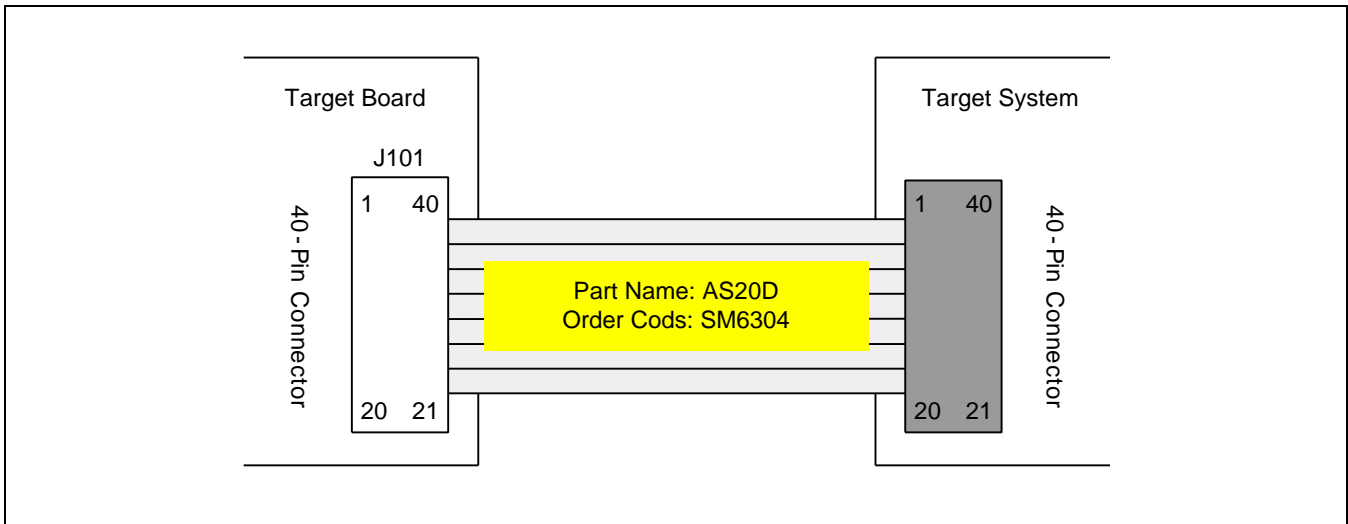 Target Board
J101
1 40
20 21
40 - Pin Connector
Part Name: AS20D
Order Cods: SM6304
Target System
1 40
20 21
40 - Pin Connector